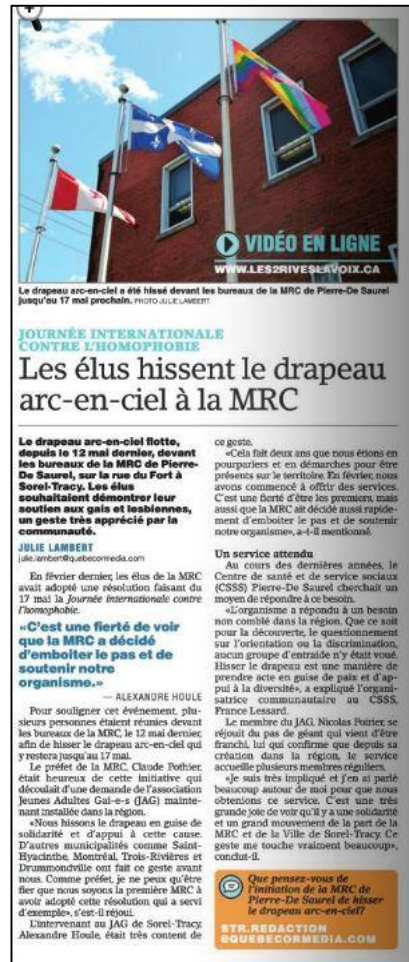 VIDÉO EN LIGNE
WWW.LES2RIVESLAVOIX.CA
Le drapeau arc-en-ciel a été hissé devant les bureaux de la MRC de Pierre-De Saurel
jusqu'au 17 mai prochain. PHOTO JULIE LAMBERT
JOURNÉE INTERNATIONALE
CONTRE L'HOMOPHOBIE
Les élus hissent le drapeau
arc-en-ciel à la MRC
Le drapeau arc-en-ciel flotte,
depuis le 12 mai dernier, devant
les bureaux de la MRC de Pierre-
De Saurel, sur la rue du Fort à
Sorel-Tracy. Les élus
souhaitaient démontrer leur
soutien aux gais et lesbiennes,
un geste très apprécié par la
communauté.
JULIE LAMBERT
julie.lambert@quebecormedia.com
En février dernier, les élus de la MRC
avait adopté une résolution faisant du
17 mai la Journée internationale contre
l'homophobie.
«C'est une fierté de voir
que la MRC a décidé
d'emboiter le pas et de
soutenir notre
organisme.»
— ALEXANDRE HOULE
Pour souligner cet événement, plu-
sieurs personnes étaient réunies devant
les bureaux de la MRC, le 12 mai dernier,
afin de hisser le drapeau arc-en-ciel qui
y restera jusqu'au 17 mai.
Le préfet de la MRC, Claude Pothier,
était heureux de cette initiative qui
découlait d'une demande de l'association
Jeunes Adultes Gai-e-s (JAG) mainte-
nant installée dans la région.
«Nous hissons le drapeau en guise de
solidarité et d'appui à cette cause.
D'autres municipalités comme Saint-
Hyacinthe, Montréal, Trois-Rivières et
Drummondville ont fait ce geste avant
nous. Comme préfet, je ne peux qu'être
fier que nous soyons la première MRC à
avoir adopté cette résolution qui a servi
d'exemple», s'est-il réjoui.
L'intervenant au JAG de Sorel-Tracy,
Alexandre Houle, était très content de
ce geste.
«Cela fait deux ans que nous étions en
pourparlers et en démarches pour être
présents sur le territoire. En février, nous
avons commencé à offrir des services.
C'est une fierté d'être les premiers, mais
aussi que la MRC ait décidé aussi rapide-
ment d'emboiter le pas et de soutenir
notre organisme», a-t-il mentionné.
Un service attendu
Au cours des dernières années, le
Centre de santé et de service sociaux
(CSSS) Pierre-De Saurel cherchait un
moyen de répondre à ce besoin.
«L'organisme a répondu à un besoin
non comblé dans la région. Que ce soit
pour la découverte, le questionnement
sur l'orientation ou la discrimination,
aucun groupe d'entraide n'y était voué.
Hisser le drapeau est une manière de
prendre acte en guise de paix et d'ap-
pui à la diversité», a expliqué l'organi-
satrice communautaire au CSSS,
France Lessard.
Le membre du JAG, Nicolas Poirier, se
réjouit du pas de géant qui vient d'être
franchi, lui qui confirme que depuis sa
création dans la région, le service
accueille plusieurs membres réguliers.
«Je suis très impliqué et j'en ai parlé
beaucoup autour de moi pour que nous
obtenions ce service. C'est une très
grande joie de voir qu'il y a une solidarité
et un grand mouvement de la part de la
MRC et de la Ville de Sorel-Tracy. Ce
geste me touche vraiment beaucoup»,
conclut-il.
Que pensez-vous de
l'initiation de la MRC de
Pierre-De Saurel de hisser
le drapeau arc-en-ciel?
STR.REDACTION
@QUEBECORMEDIA.COM